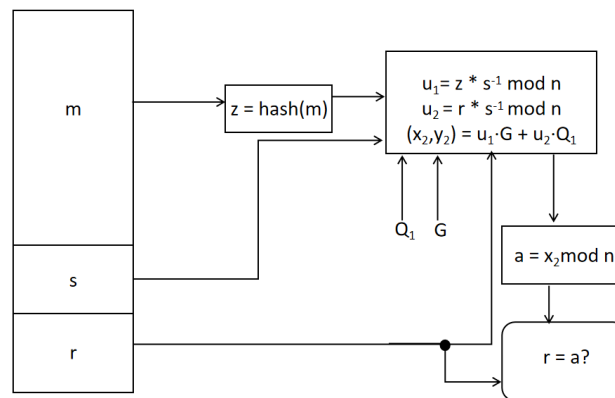 m
z = hash(m)
u₁= z * s⁻¹ mod n
u₂ = r * s⁻¹ mod n
(x₂,y₂) = u₁·G + u₂·Q₁
Q₁
G
s
a = x₂mod n
r
r = a?